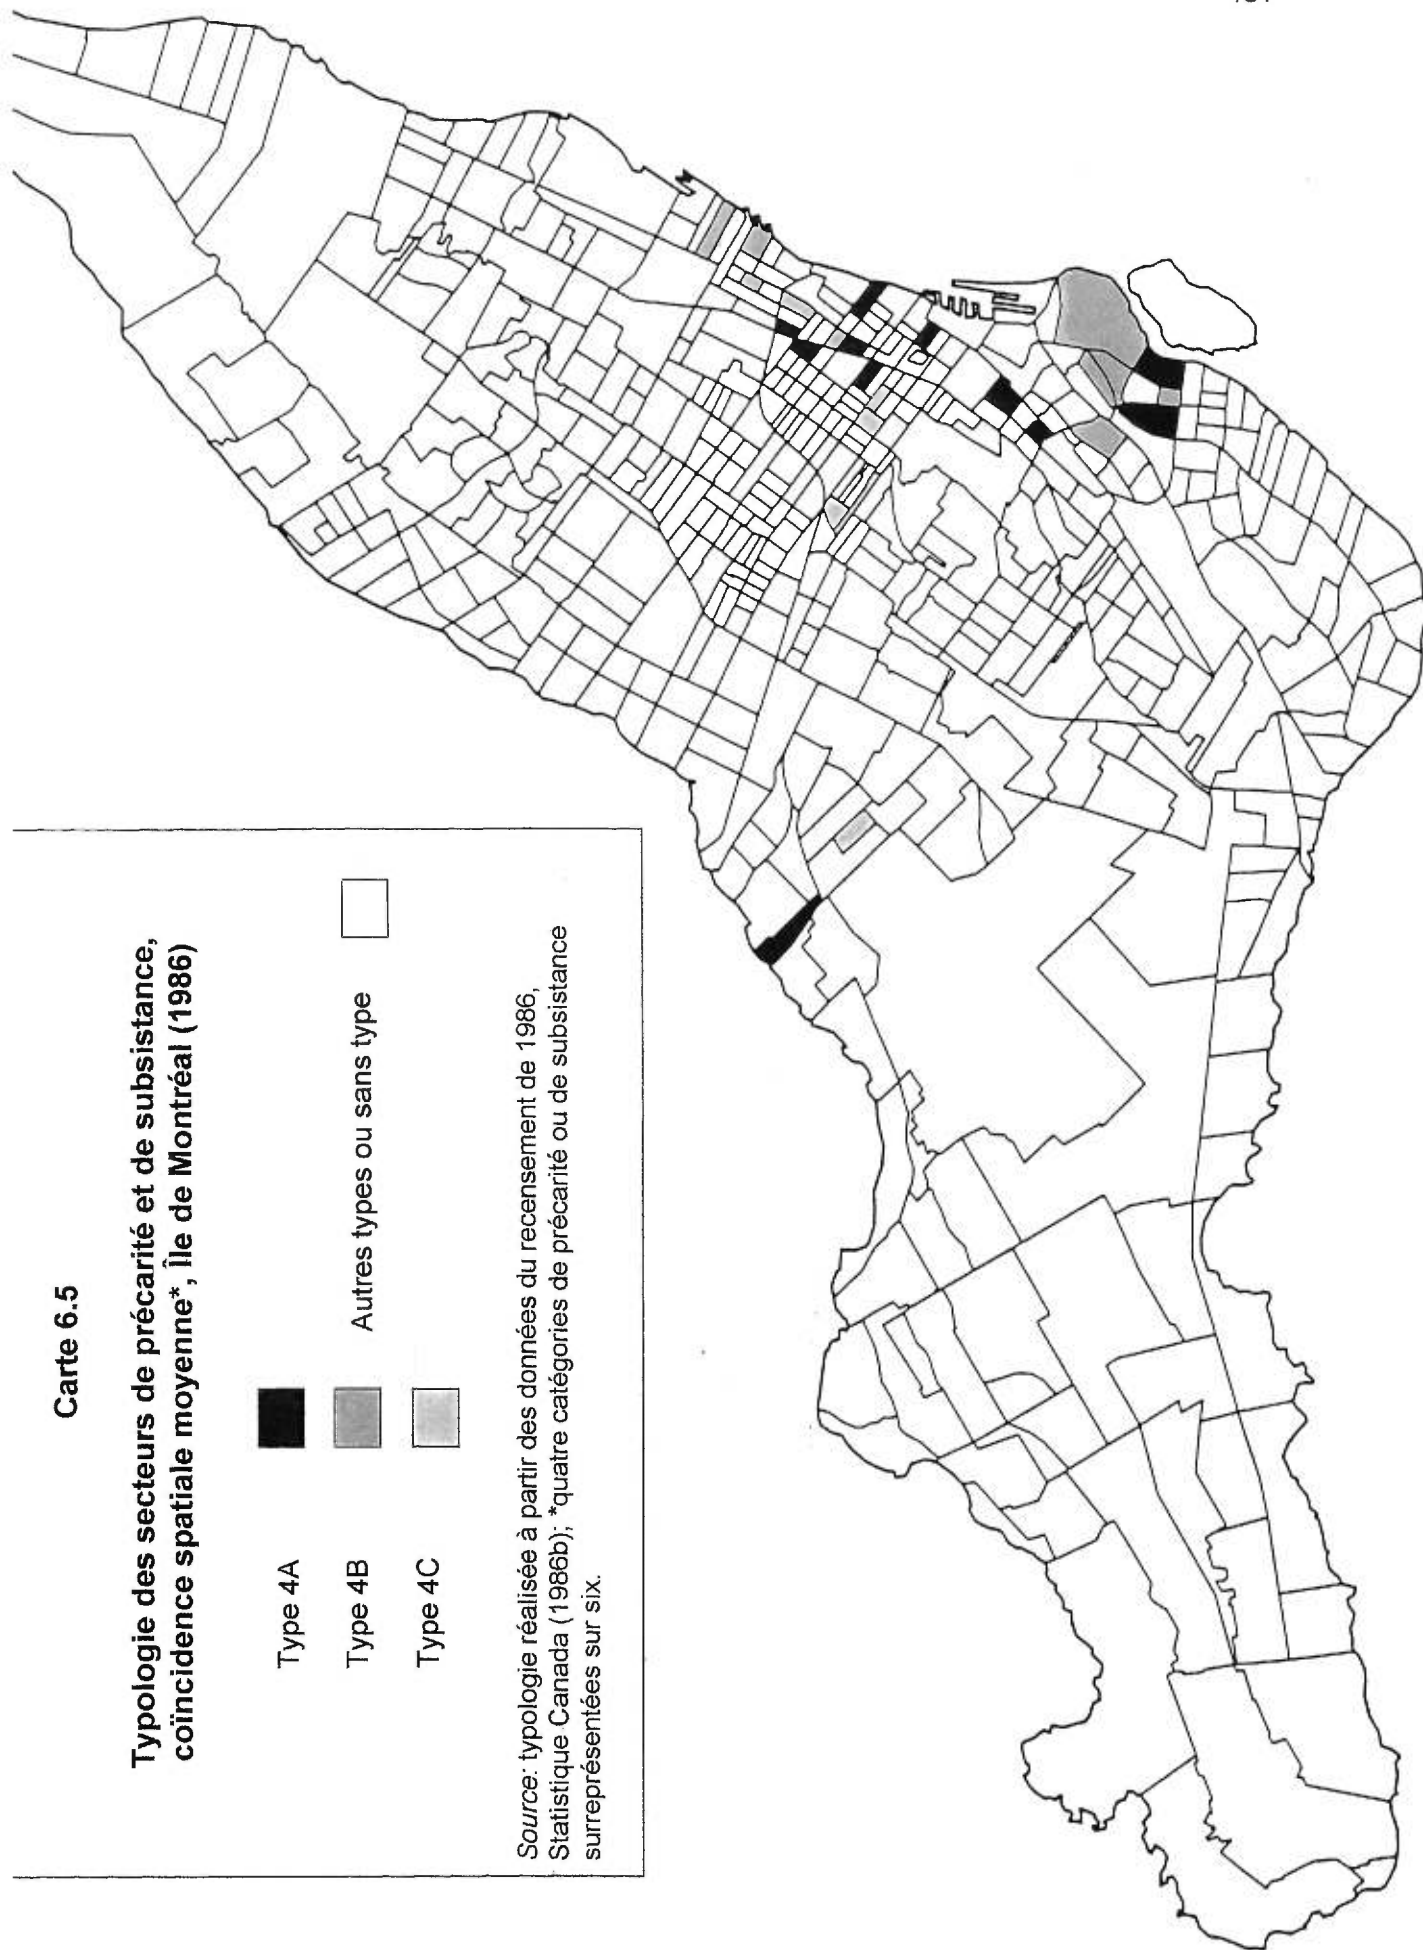 Carte 6.5
Typologie des secteurs de précarité et de subsistance,
coïncidence spatiale moyenne*, Île de Montréal (1986)
Type 4A
Type 4B
Autres types ou sans type
Type 4C
Source: typologie réalisée à partir des données du recensement de 1986,
Statistique Canada (1986b); *quatre catégories de précarité ou de subsistance
surreprésentées sur six.